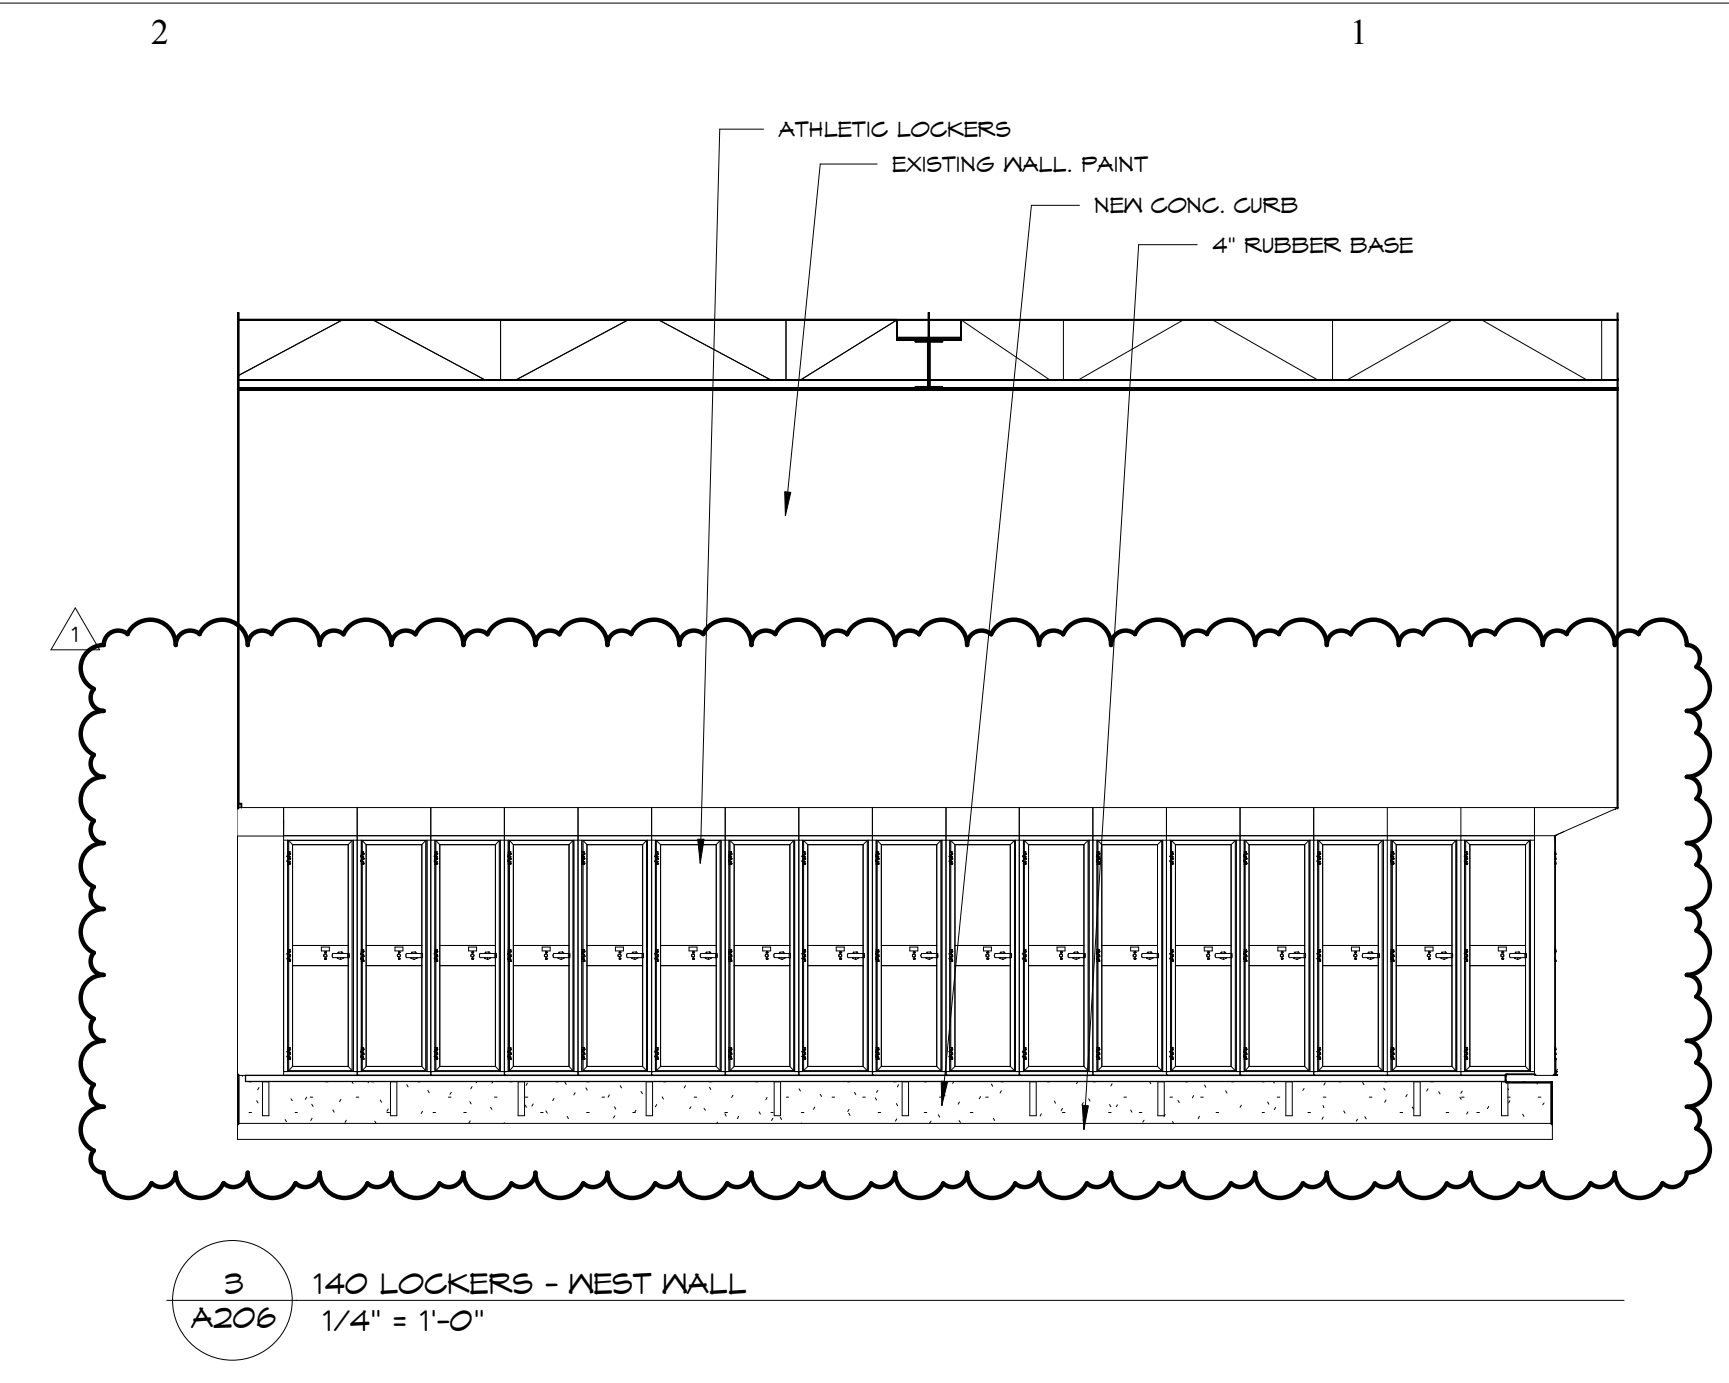 2
1
ATHLETIC LOCKERS
EXISTING WALL. PAINT
NEW CONC. CURB
4" RUBBER BASE
1
3
140 LOCKERS - WEST WALL
A206
1/4" = 1'-0"